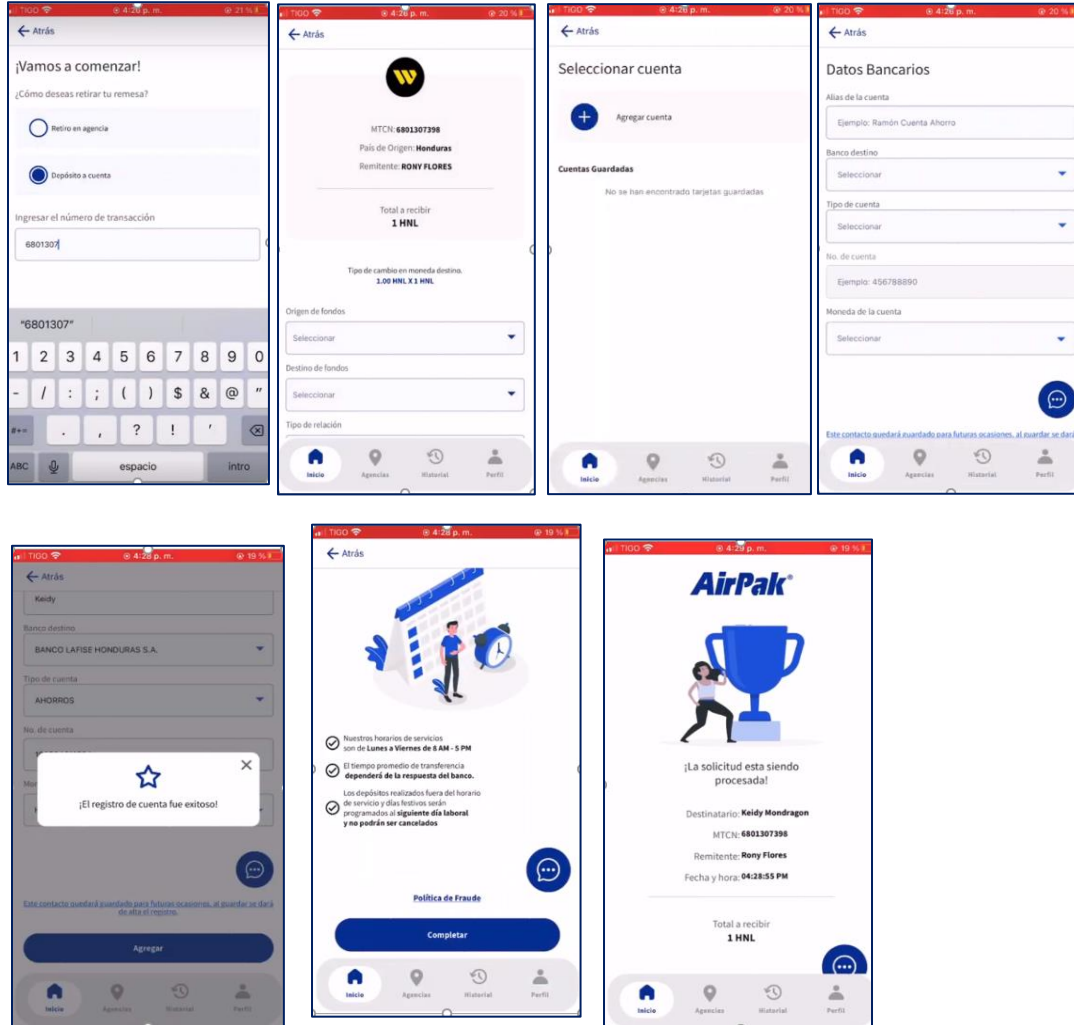 TIGO 4:26 p. m. 21 %
Atrás
¡Vamos a comenzar!
¿Cómo deseas retirar tu remesa?
Retiro en agencia
Depósito a cuenta
Ingresar el número de transacción
6801307
"6801307"
1 2 3 4 5 6 7 8 9 0
- / : ; ( ) $ & @ "
#+= . , ? ! '
ABC espacio intro
TIGO 4:26 p. m. 20 %
Atrás
MTCN: 6801307398
País de Origen: Honduras
Remitente: RONY FLORES
Total a recibir
1 HNL
Tipo de cambio en moneda destino.
1.00 HNL X 1 HNL
Origen de fondos
Seleccionar
Destino de fondos
Seleccionar
Tipo de relación
Inicio Agencias Historial Perfil
TIGO 4:26 p. m. 20 %
Atrás
Seleccionar cuenta
Agregar cuenta
Cuentas Guardadas
No se han encontrado tarjetas guardadas
Inicio Agencias Historial Perfil
TIGO 4:26 p. m. 20 %
Atrás
Datos Bancarios
Alias de la cuenta
Ejemplo: Ramón Cuenta Ahorro
Banco destino
Seleccionar
Tipo de cuenta
Seleccionar
No. de cuenta
Ejemplo: 456788890
Moneda de la cuenta
Seleccionar
Este contacto quedará guardado para futuras ocasiones, al guardar se dará
Inicio Agencias Historial Perfil
TIGO 4:28 p. m. 19 %
Atrás
Keidy
Banco destino
BANCO LAFISE HONDURAS S.A.
Tipo de cuenta
AHORROS
No. de cuenta
¡El registro de cuenta fue exitoso!
Este contacto quedará guardado para futuras ocasiones, al guardar se dará
de alta el registro.
Agregar
Inicio Agencias Historial Perfil
TIGO 4:28 p. m. 19 %
Atrás
Nuestros horarios de servicios
son de Lunes a Viernes de 8 AM - 5 PM
El tiempo promedio de transferencia
dependerá de la respuesta del banco.
Los depósitos realizados fuera del horario
de servicio y días festivos serán
programados al siguiente día laboral
y no podrán ser cancelados
Política de Fraude
Completar
Inicio Agencias Historial Perfil
TIGO 4:29 p. m. 19 %
AirPak®
¡La solicitud esta siendo
procesada!
Destinatario: Keidy Mondragon
MTCN: 6801307398
Remitente: Rony Flores
Fecha y hora: 04:28:55 PM
Total a recibir
1 HNL
Inicio Agencias Historial Perfil